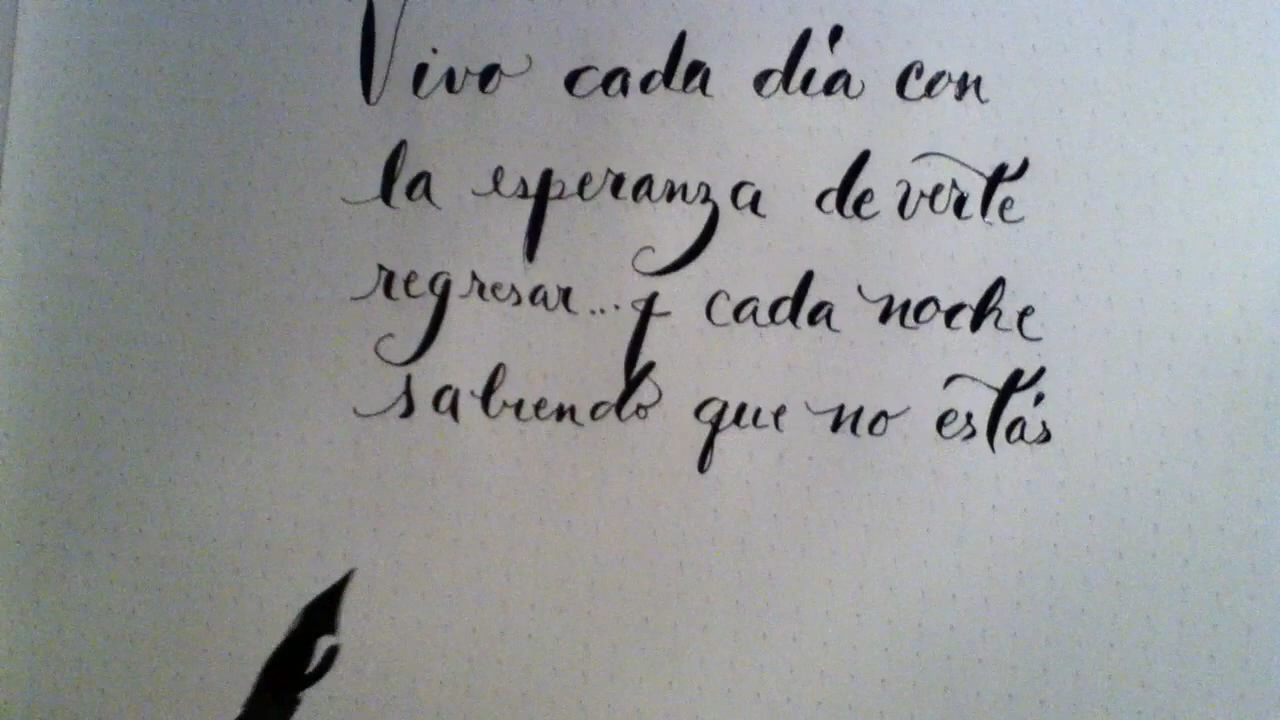 Vivo cada día con
la esperanza de verte
regresar...y cada noche
sabiendo que no estás